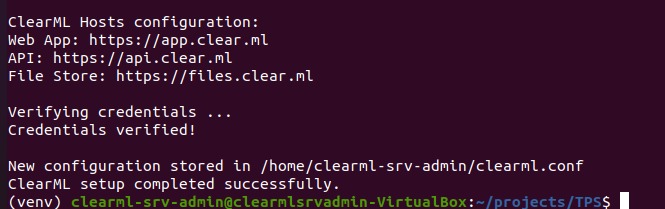 ClearML Hosts configuration:
Web App: https://app.clear.ml
API: https://api.clear.ml
File Store: https://files.clear.ml
Verifying credentials ...
Credentials verified!
New configuration stored in /home/clearml-srv-admin/clearml.conf
ClearML setup completed successfully.
(venv) clearml-srv-admin@clearmlsrvadmin-VirtualBox:~/projects/TPS$